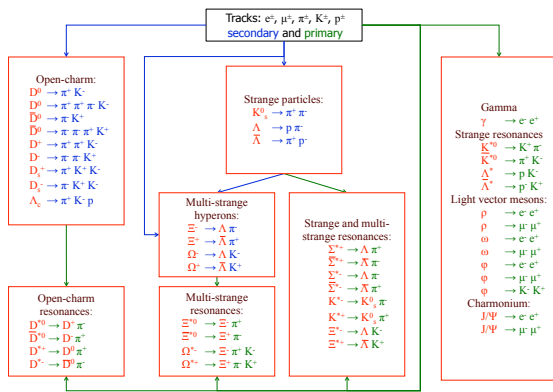 Tracks: e±, μ±, π±, K±, p±
secondary and primary
Open-charm:
D⁰ → π⁺ K⁻
D⁰ → π⁺ π⁺ π⁻ K⁻
D̅⁰ → π⁻ K⁺
D̅⁰ → π⁻ π⁻ π⁺ K⁺
D⁺ → π⁺ π⁺ K⁻
D⁻ → π⁻ π⁻ K⁺
Dₛ⁺ → π⁺ K⁺ K⁻
Dₛ⁻ → π⁻ K⁺ K⁻
Λc → π⁺ K⁻ p
Strange particles:
K⁰ₛ → π⁺ π⁻
Λ → p π⁻
Λ̅ → π⁺ p⁻
Multi-strange
hyperons:
Ξ⁻ → Λ π⁻
Ξ⁺ → Λ̅ π⁺
Ω⁻ → Λ K⁻
Ω⁺ → Λ̅ K⁺
Strange and multi-
strange resonances:
Σ*⁺ → Λ π⁺
Σ̅*⁺ → Λ̅ π⁻
Σ*⁻ → Λ π⁻
Σ̅*⁻ → Λ̅ π⁺
K*⁻ → K⁰ₛ π⁻
K*⁺ → K⁰ₛ π⁺
Ξ*⁻ → Λ K⁻
Ξ*⁺ → Λ̅ K⁺
Gamma
γ → e⁻ e⁺
Strange resonances
K*⁰ → K⁺ π⁻
K̅*⁰ → π⁺ K⁻
Λ* → p K⁻
Λ̅* → p⁻ K⁺
Light vector mesons:
ρ → e⁻ e⁺
ρ → μ⁻ μ⁺
ω → e⁻ e⁺
ω → μ⁻ μ⁺
φ → e⁻ e⁺
φ → μ⁻ μ⁺
φ → K⁻ K⁺
Charmonium
J/Ψ → e⁻ e⁺
J/Ψ → μ⁻ μ⁺
Open-charm
resonances:
D*⁰ → D⁺ π⁻
D̅*⁰ → D⁻ π⁺
D*⁺ → D⁰ π⁺
D*⁻ → D̅⁰ π⁻
Multi-strange
resonances:
Ξ*⁰ → Ξ⁻ π⁺
Ξ̅*⁰ → Ξ⁺ π⁻
Ω*⁻ → Ξ⁻ π⁺ K⁻
Ω*⁺ → Ξ⁺ π⁻ K⁺